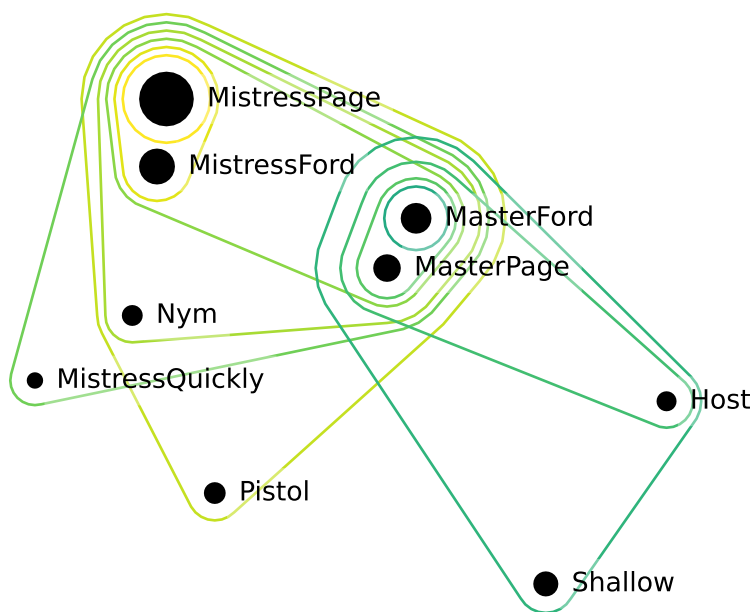 MistressPage
MistressFord
MasterFord
MasterPage
Nym
MistressQuickly
Host
Pistol
Shallow